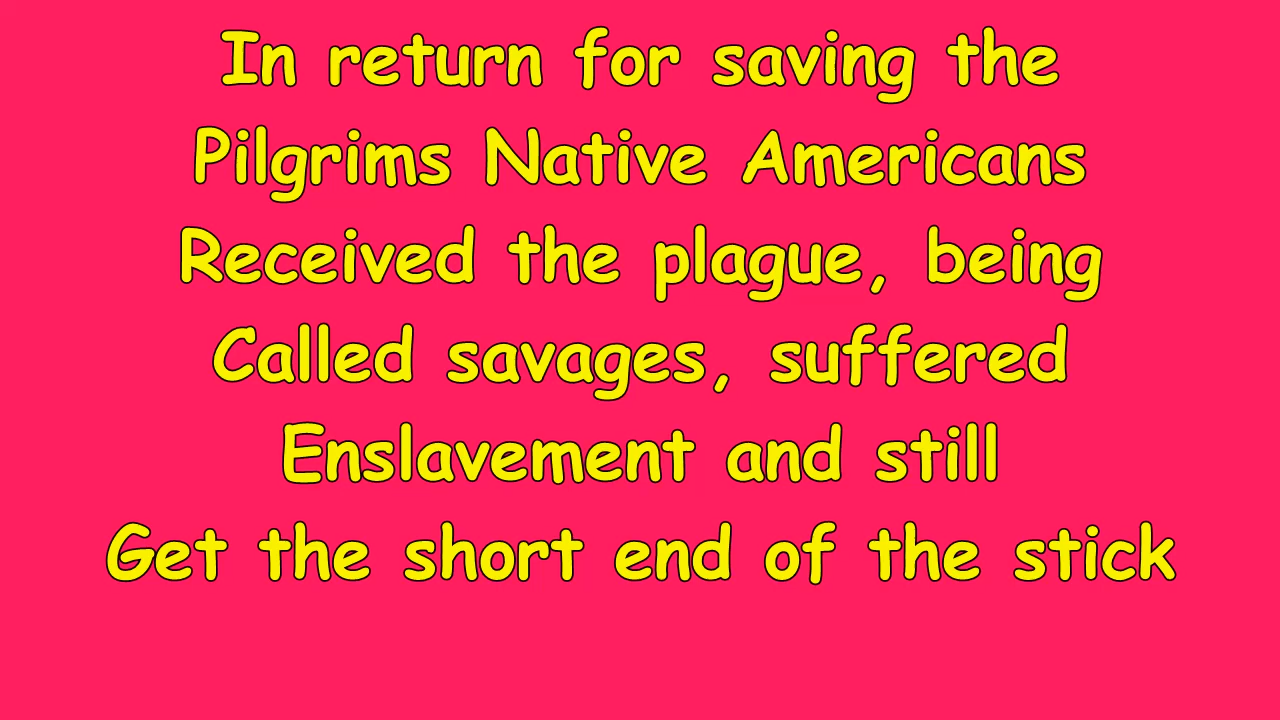 In return for saving the
Pilgrims Native Americans
Received the plague, being
Called savages, suffered
Enslavement and still
Get the short end of the stick